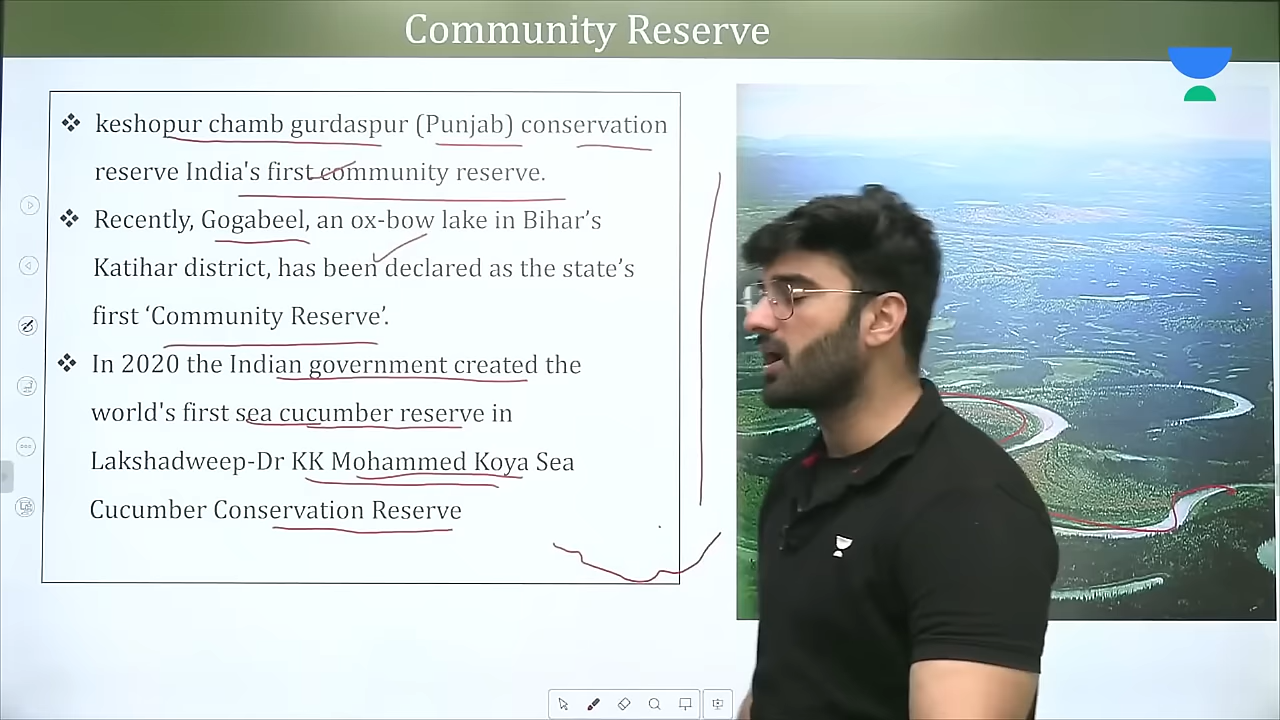 Community Reserve
keshopur chamb gurdaspur (Punjab) conservation
reserve India's first community reserve.
Recently, Gogabeel, an ox-bow lake in Bihar’s
Katihar district, has been declared as the state’s
first ‘Community Reserve’.
In 2020 the Indian government created the
world's first sea cucumber reserve in
Lakshadweep-Dr KK Mohammed Koya Sea
Cucumber Conservation Reserve